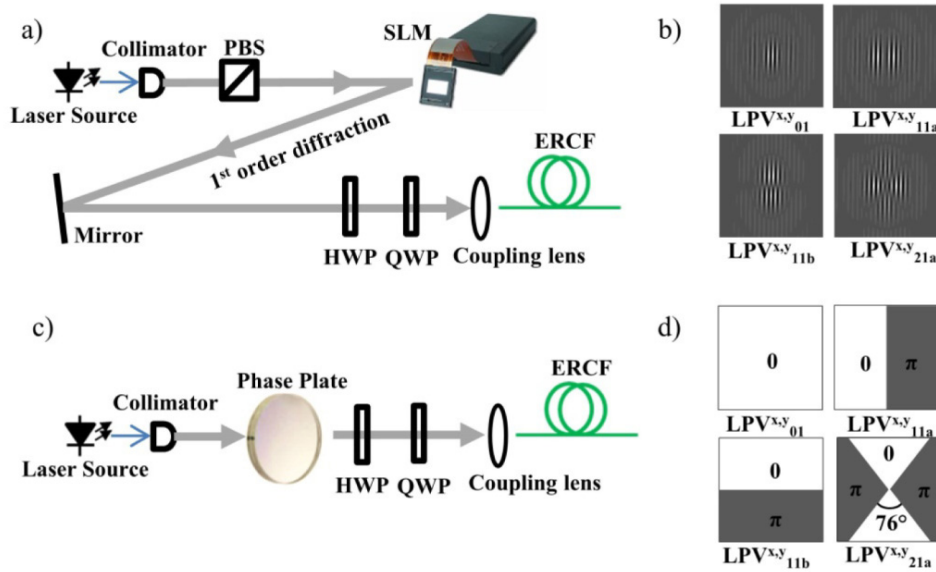 a)
Collimator
PBS
SLM
Laser Source
1st order diffraction
ERCF
Mirror
HWP
QWP
Coupling lens
b)
LPVx,y01
LPVx,y11a
LPVx,y11b
LPVx,y21a
c)
Phase Plate
ERCF
Collimator
Laser Source
HWP
QWP
Coupling lens
d)
0
0
π
LPVx,y01
LPVx,y11a
0
π
0
π
π
76°
LPVx,y11b
LPVx,y21a